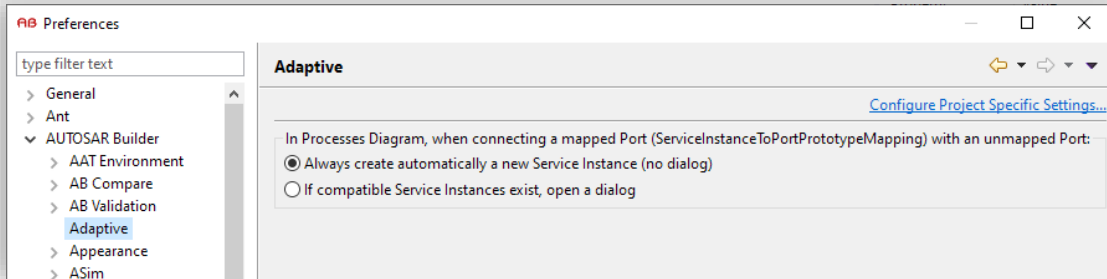 AB Preferences
type filter text
Adaptive
General
Ant
AUTOSAR Builder
AAT Environment
AB Compare
AB Validation
Adaptive
Appearance
ASim
Configure Project Specific Settings...
In Processes Diagram, when connecting a mapped Port (ServiceInstanceToPortPrototypeMapping) with an unmapped Port:
Always create automatically a new Service Instance (no dialog)
If compatible Service Instances exist, open a dialog